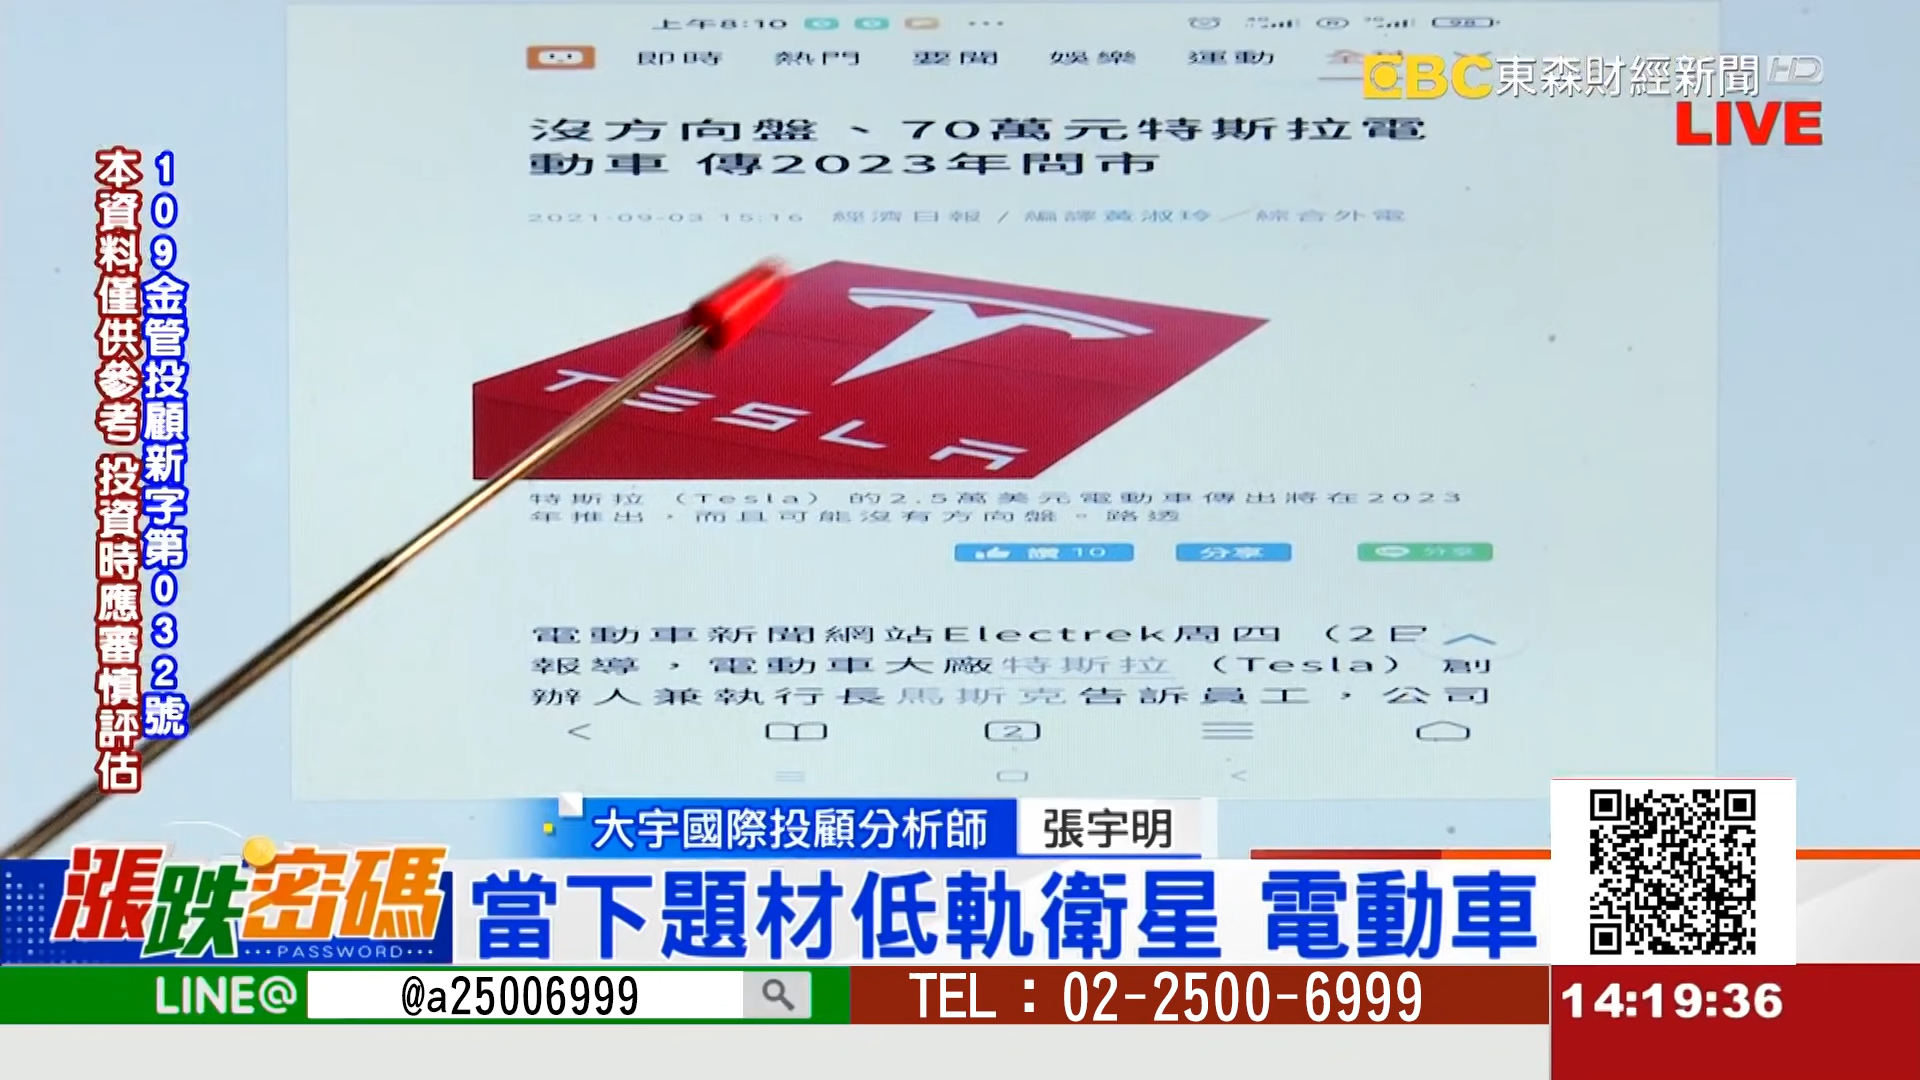 上午8:10
98
即時 熱門 要聞 娛樂 運動
EBC東森財經新聞HD
LIVE
沒方向盤、70萬元特斯拉電
動車 傳2023年問市
2021-09-03 15:16 經濟日報 / 編譯黃淑玲／綜合外電
TESLA
特斯拉（Tesla）的2.5萬美元電動車傳出將在2023
年推出，而且可能沒有方向盤。路透
讚 10 分享 分享
電動車新聞網站Electrek周四（2日
報導，電動車大廠特斯拉（Tesla）創
辦人兼執行長馬斯克告訴員工，公司
2
109金管投顧新字第032號
本資料僅供參考 投資時應審慎評估
大宇國際投顧分析師 張宇明
漲跌密碼
PASSWORD
當下題材低軌衛星 電動車
LINE@ @a25006999
TEL：02-2500-6999
14:19:36